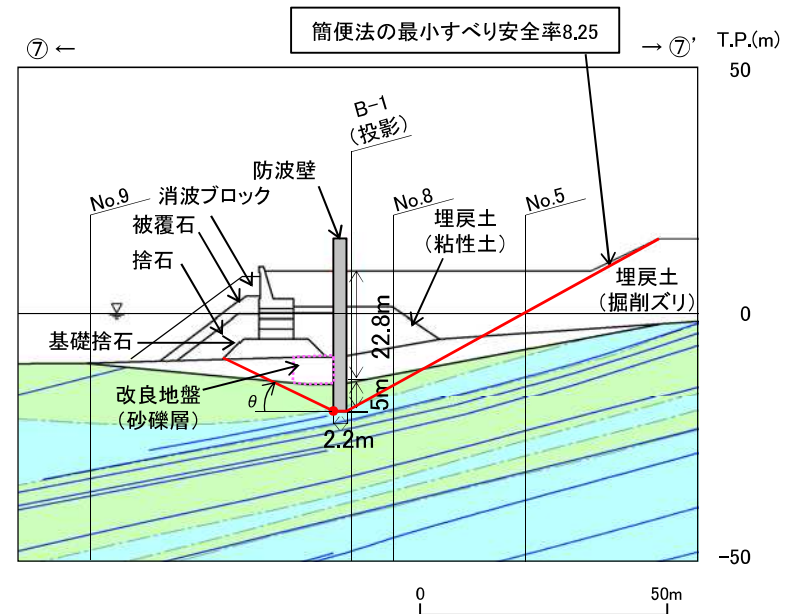 簡便法の最小すべり安全率8.25
⑦ ←
→ ⑦'
T.P.(m)
50
B-1
(投影)
防波壁
No.9
消波ブロック
被覆石
捨石
No.8
埋戻土
(粘性土)
No.5
埋戻土
(掘削ズリ)
0
基礎捨石
22.8m
改良地盤
(砂礫層)
θ
5m
2.2m
-50
0
50m